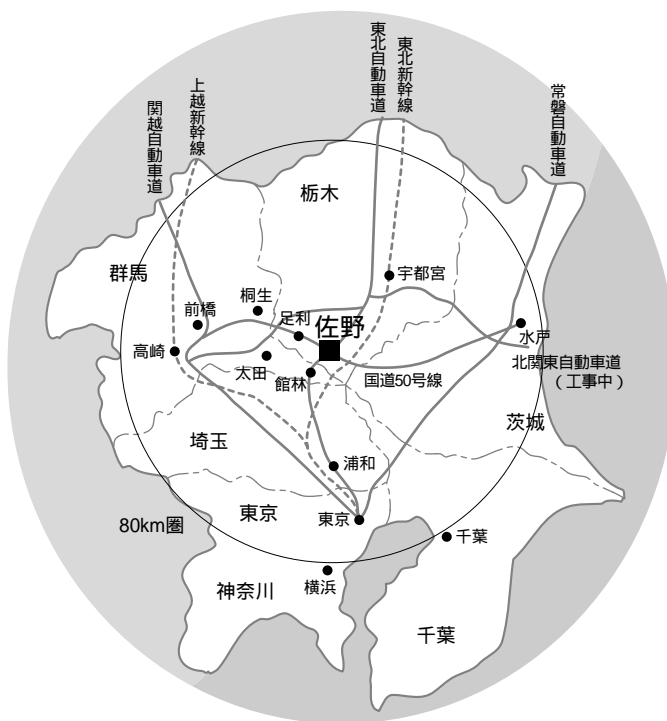 関越自動車道
上越新幹線
東北自動車道
東北新幹線
常磐自動車道
栃木
群馬
宇都宮
桐生
前橋
足利
佐野
水戸
高崎
太田
館林
国道50号線
北関東自動車道
（工事中）
茨城
埼玉
浦和
東京
東京
80km圏
千葉
横浜
神奈川
千葉